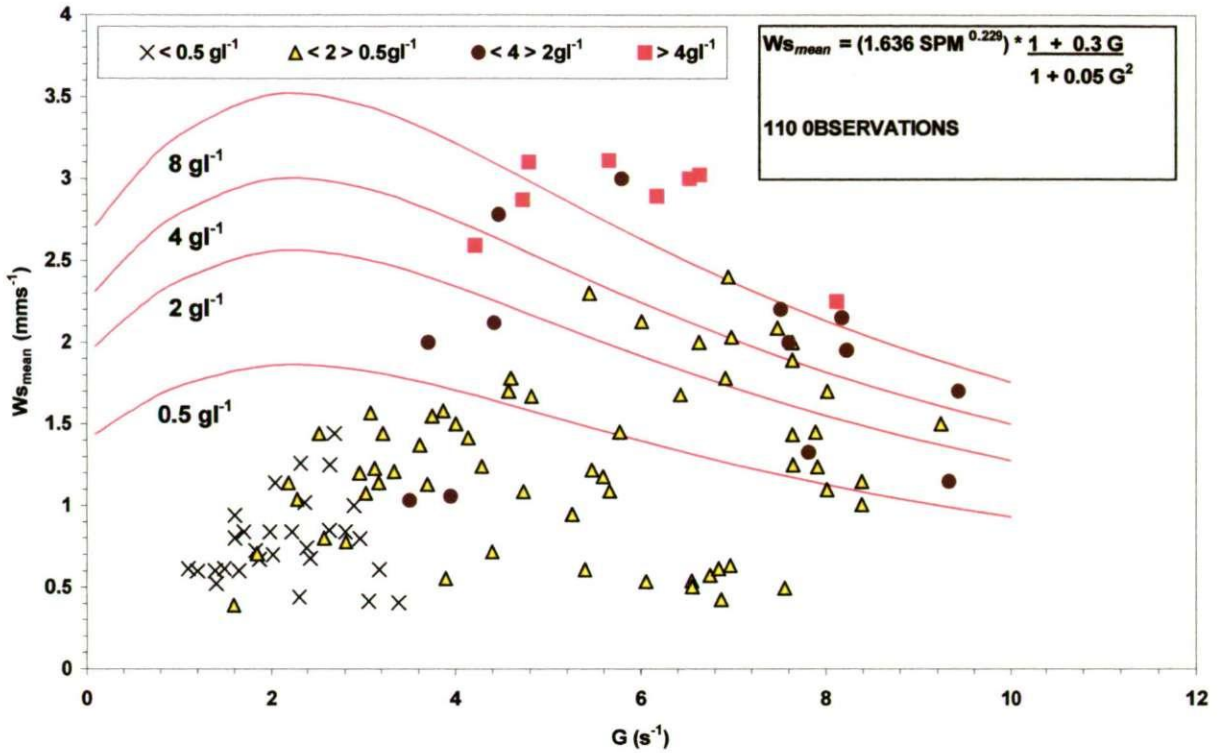 4
3.5
3
2.5
2
1.5
1
0.5
0
0 2 4 6 8 10 12
Ws_mean (mms^-1)
G (s^-1)
< 0.5 gl^-1 < 2 > 0.5gl^-1 < 4 > 2gl^-1 > 4gl^-1
Ws_mean = (1.636 SPM^0.229) * 1 + 0.3 G
1 + 0.05 G^2
110 0BSERVATIONS
8 gl^-1
4 gl^-1
2 gl^-1
0.5 gl^-1